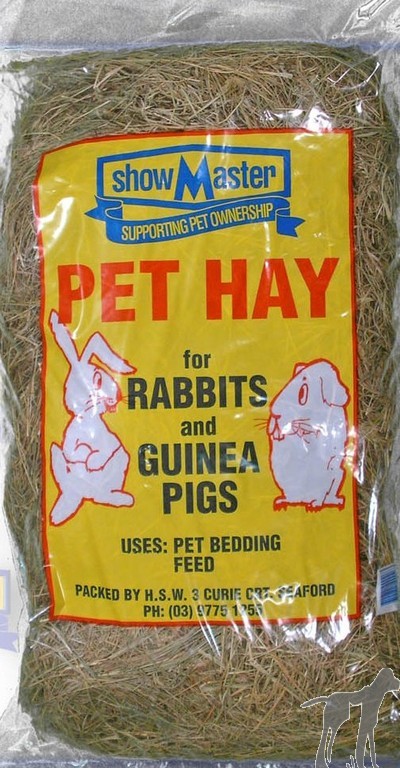 showMaster
SUPPORTING PET OWNERSHIP
PET HAY
for
RABBITS
and
GUINEA
PIGS
USES: PET BEDDING
FEED
PACKED BY H.S.W. 3 CURIE CRT. SEAFORD
PH: (03) 9775 1255